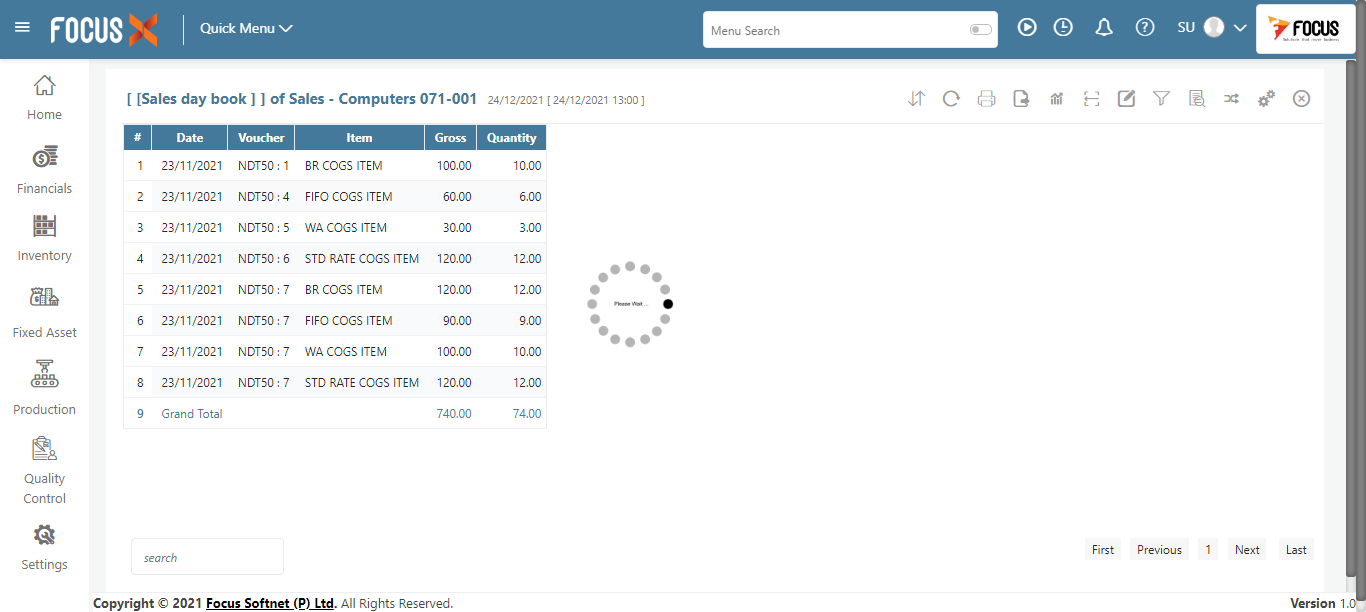 FOCUS X Quick Menu Menu Search SU FOCUS
[ [Sales day book ] ] of Sales - Computers 071-001 24/12/2021 [ 24/12/2021 13:00 ]
Home
Financials
Inventory
Fixed Asset
Production
Quality
Control
Settings
# Date Voucher Item Gross Quantity
1 23/11/2021 NDT50 : 1 BR COGS ITEM 100.00 10.00
2 23/11/2021 NDT50 : 4 FIFO COGS ITEM 60.00 6.00
3 23/11/2021 NDT50 : 5 WA COGS ITEM 30.00 3.00
4 23/11/2021 NDT50 : 6 STD RATE COGS ITEM 120.00 12.00
5 23/11/2021 NDT50 : 7 BR COGS ITEM 120.00 12.00
6 23/11/2021 NDT50 : 7 FIFO COGS ITEM 90.00 9.00
7 23/11/2021 NDT50 : 7 WA COGS ITEM 100.00 10.00
8 23/11/2021 NDT50 : 7 STD RATE COGS ITEM 120.00 12.00
9 Grand Total 740.00 74.00
Please Wait ...
search
First Previous 1 Next Last
Copyright © 2021 Focus Softnet (P) Ltd. All Rights Reserved. Version 1.0